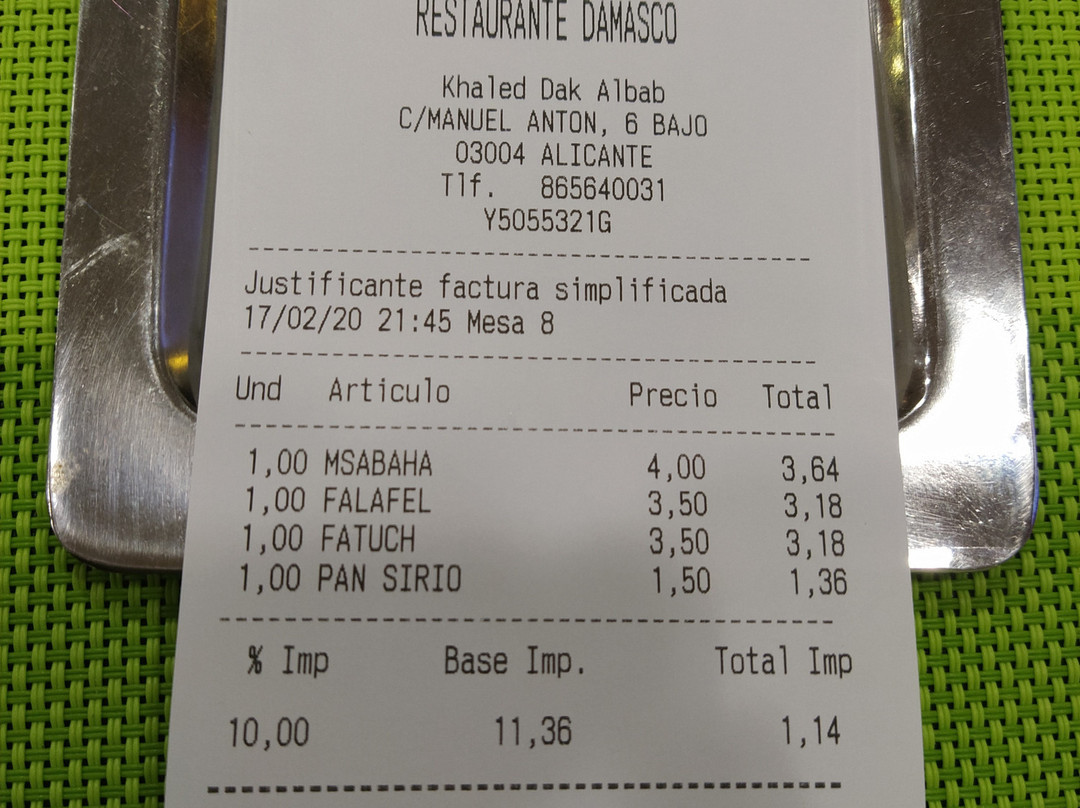 RESTAURANTE DAMASCO
Khaled Dak Albab
C/MANUEL ANTON, 6 BAJO
03004 ALICANTE
Tlf. 865640031
Y5055321G
Justificante factura simplificada
17/02/20 21:45 Mesa 8
Und Articulo Precio Total
1,00 MSABAHA 4,00 3,64
1,00 FALAFEL 3,50 3,18
1,00 FATUCH 3,50 3,18
1,00 PAN SIRIO 1,50 1,36
% Imp Base Imp. Total Imp
10,00 11,36 1,14